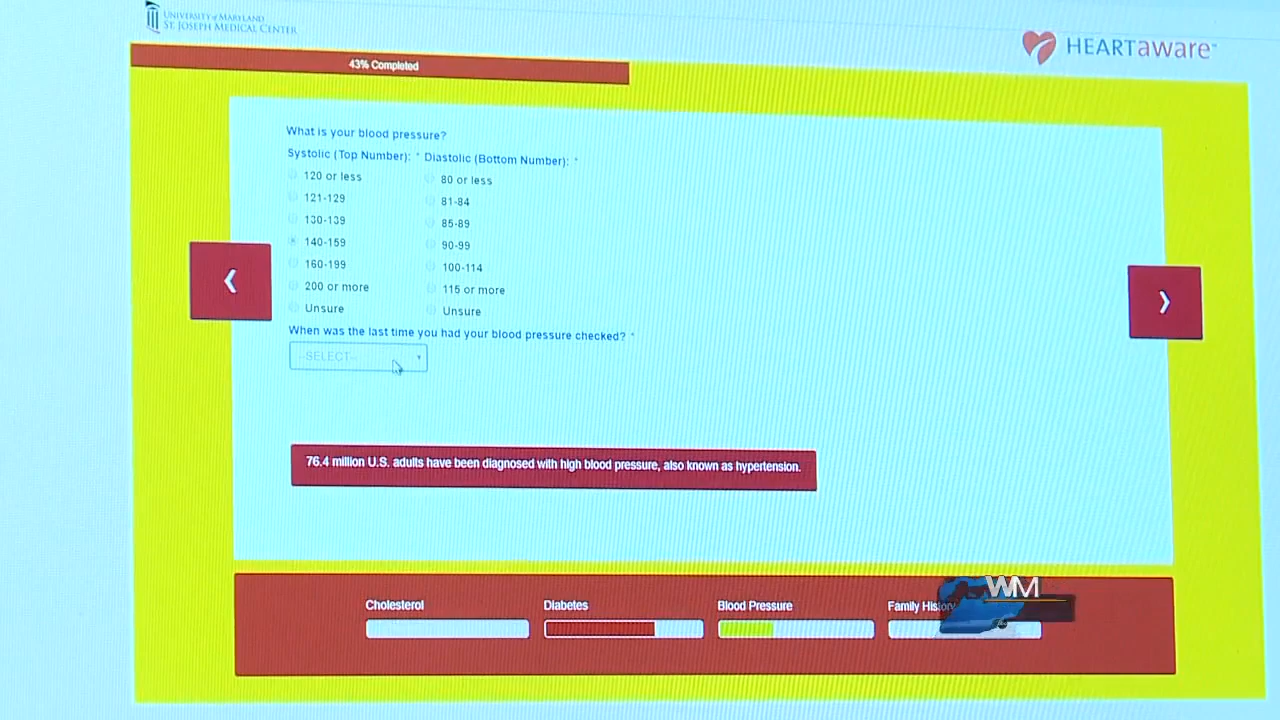 UNIVERSITY of MARYLAND
ST. JOSEPH MEDICAL CENTER
HEARTaware™
43% Completed
What is your blood pressure?
Systolic (Top Number): * Diastolic (Bottom Number): *
120 or less 80 or less
121-129 81-84
130-139 85-89
140-159 90-99
160-199 100-114
200 or more 115 or more
Unsure Unsure
When was the last time you had your blood pressure checked? *
--SELECT--
76.4 million U.S. adults have been diagnosed with high blood pressure, also known as hypertension.
Cholesterol Diabetes Blood Pressure Family History
WM